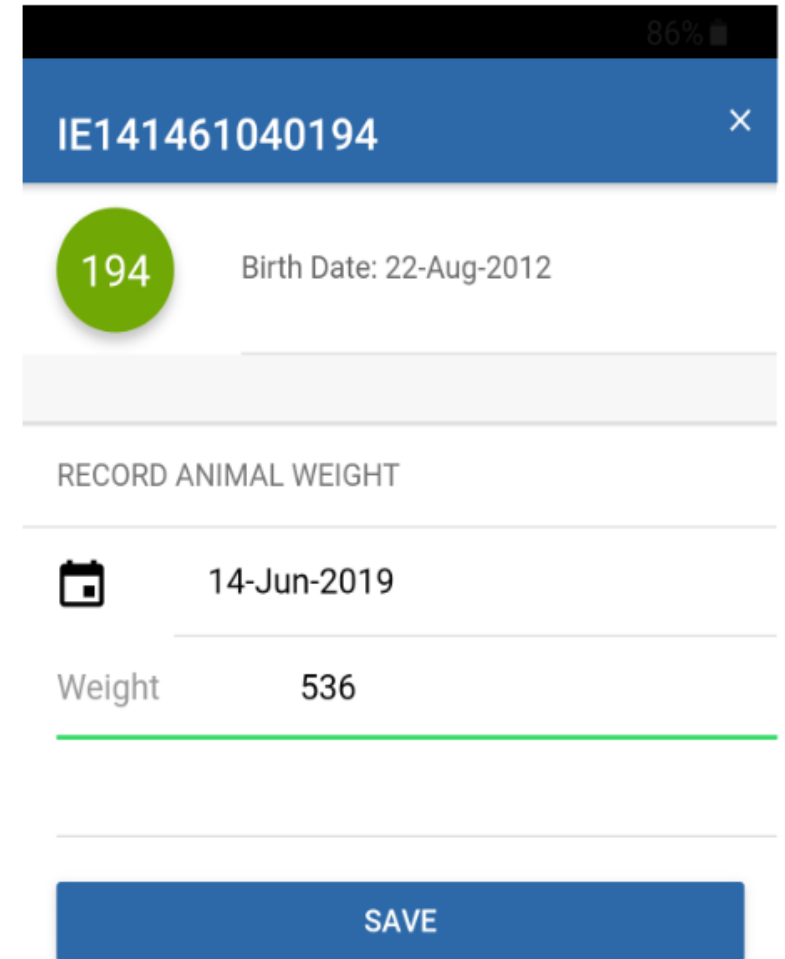 86%
IE141461040194
×
194
Birth Date: 22-Aug-2012
RECORD ANIMAL WEIGHT
14-Jun-2019
Weight 536
SAVE